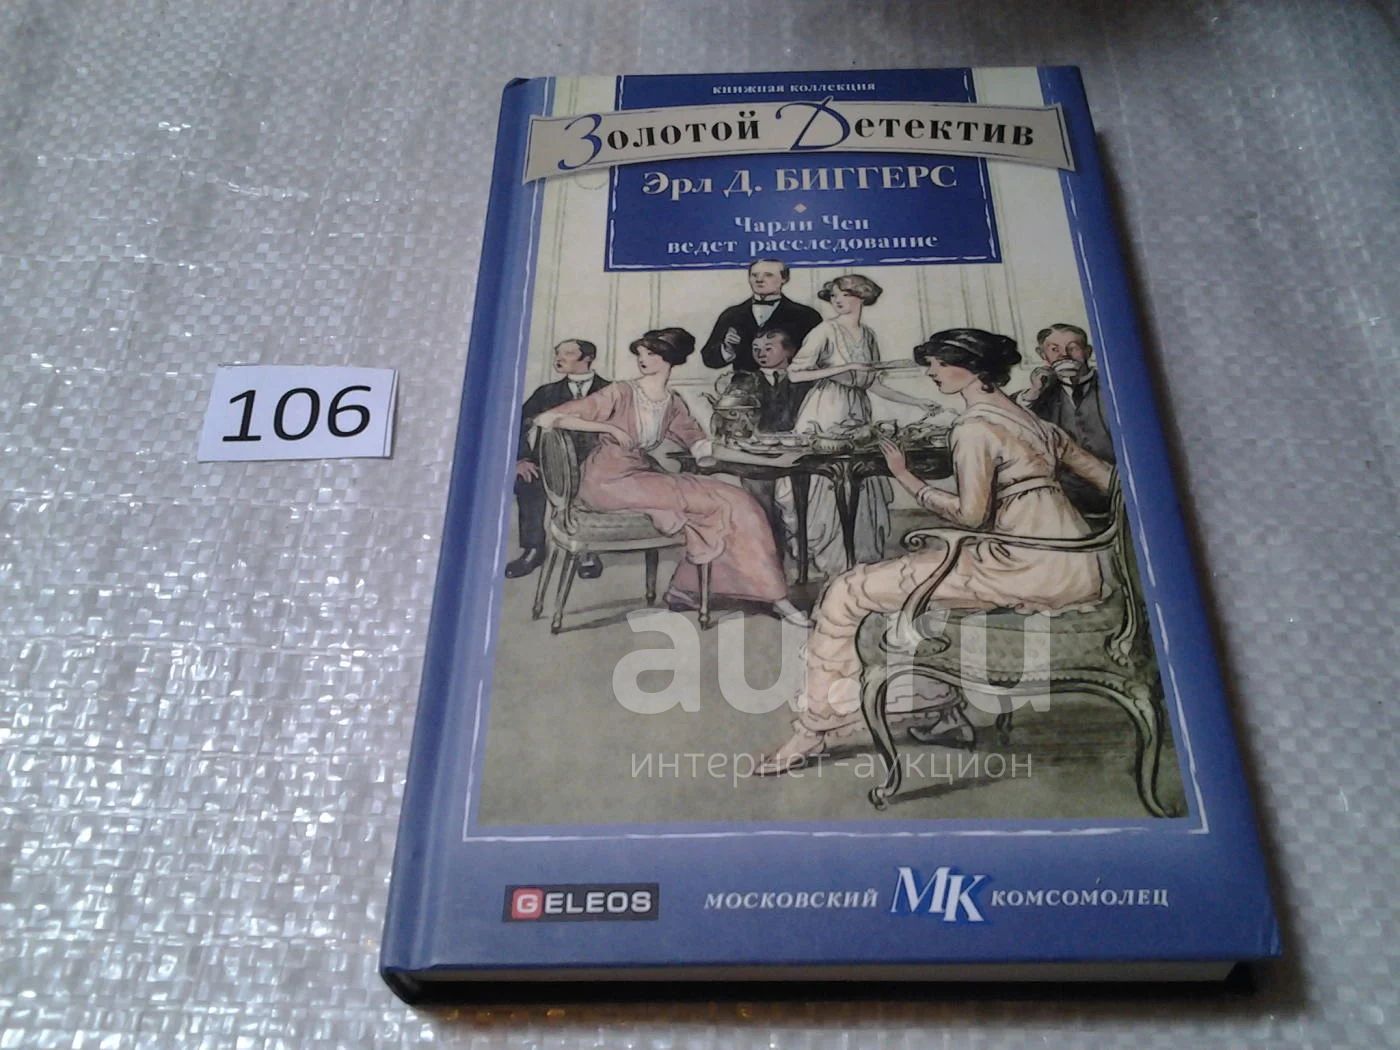 книжная коллекция
Золотой Детектив
Эрл Д. БИГГЕРС
Чарли Чен
ведет расследование
106
au.ru
интернет-аукцион
GELEOS
МОСКОВСКИЙ МК КОМСОМОЛЕЦ